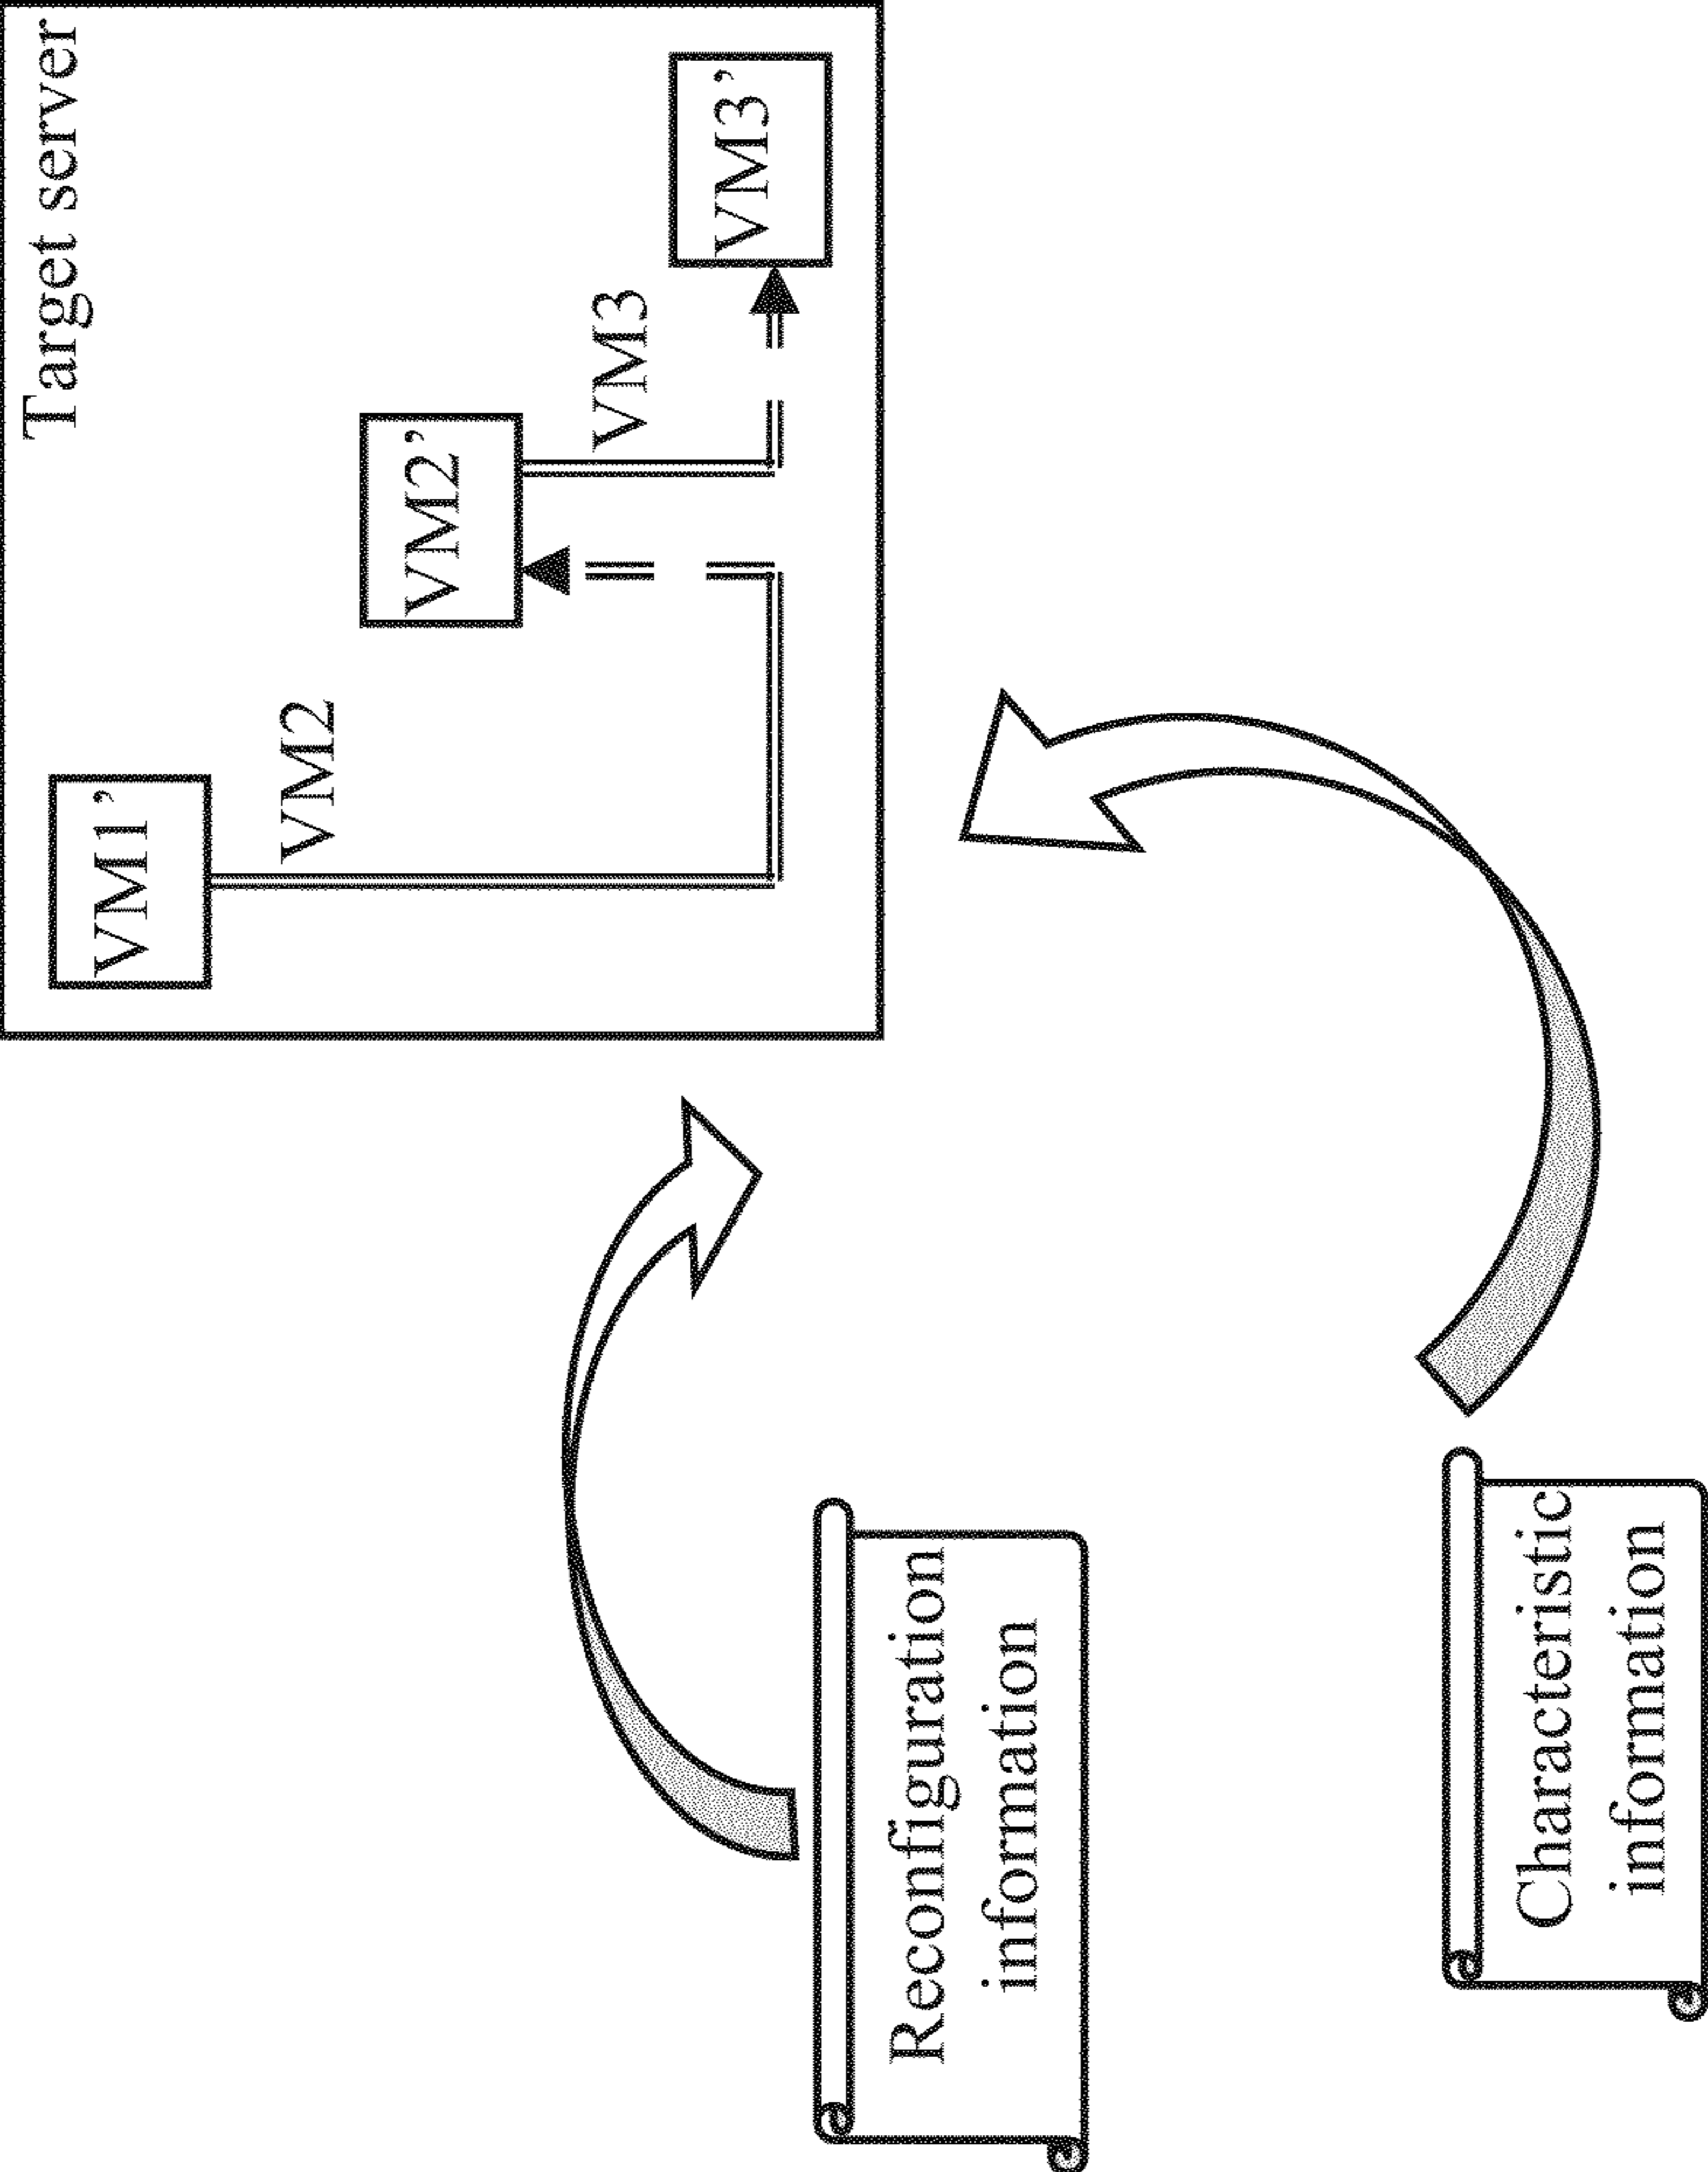 Target server
VM1’
VM2
VM2’
VM3
VM3’
Reconfiguration
information
Characteristic
information